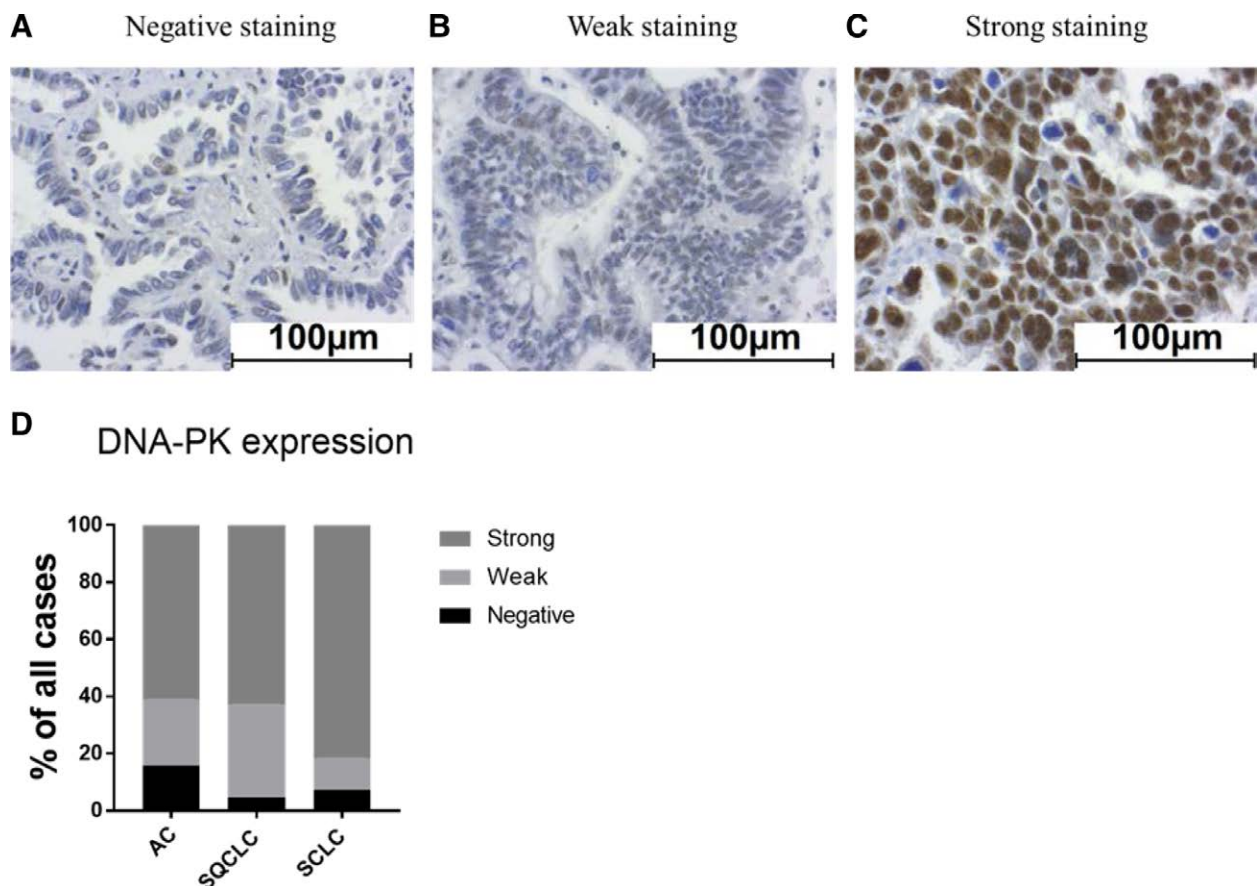 A Negative staining
B Weak staining
C Strong staining
100µm
100µm
100µm
D
DNA-PK expression
% of all cases
100
80
60
40
20
0
AC
SQCLC
SCLC
Strong
Weak
Negative